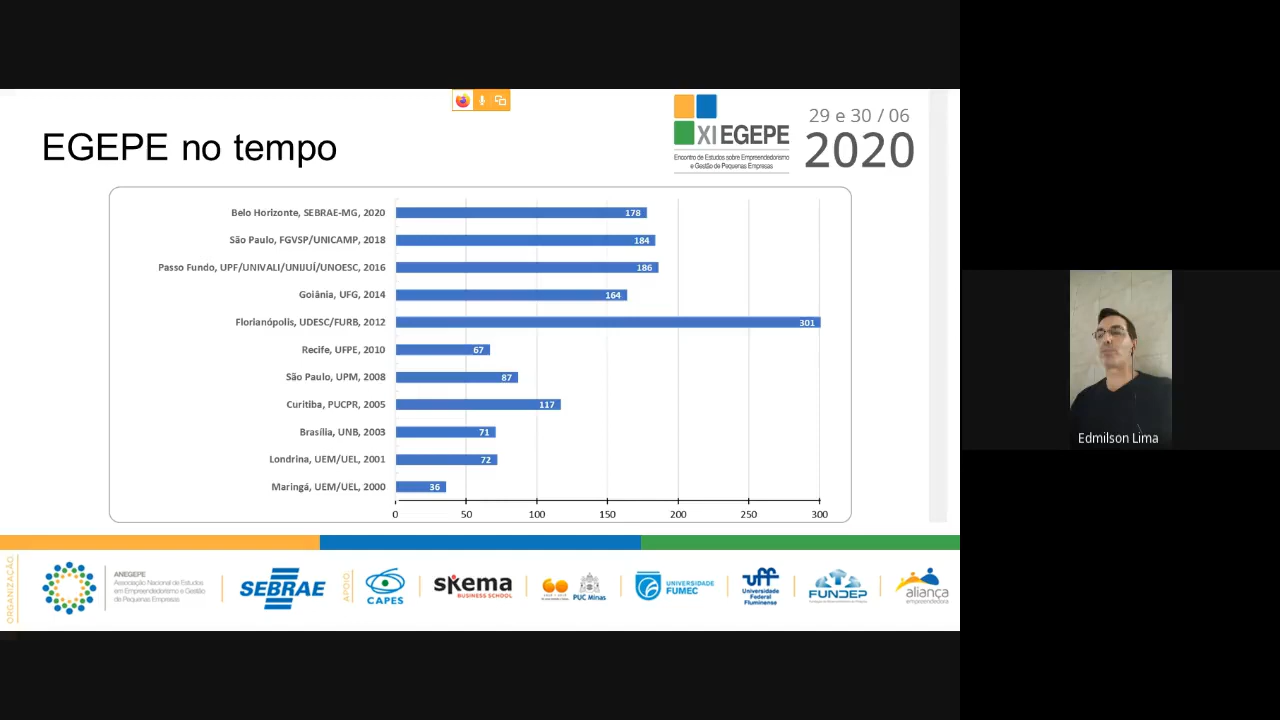 EGEPE no tempo
XI EGEPE
Encontro de Estudos sobre Empreendedorismo
e Gestão de Pequenas Empresas
29 e 30 / 06
2020
Belo Horizonte, SEBRAE-MG, 2020
178
São Paulo, FGVSP/UNICAMP, 2018
184
Passo Fundo, UPF/UNIVALI/UNIJUÍ/UNOESC, 2016
186
Goiânia, UFG, 2014
164
Florianópolis, UDESC/FURB, 2012
301
Recife, UFPE, 2010
67
São Paulo, UPM, 2008
87
Curitiba, PUCPR, 2005
117
Brasília, UNB, 2003
71
Londrina, UEM/UEL, 2001
72
Maringá, UEM/UEL, 2000
36
0 50 100 150 200 250 300
Edmilson Lima
ORGANIZAÇÃO
ANEGEPE
Associação Nacional de Estudos
em Empreendedorismo e Gestão
de Pequenas Empresas
SEBRAE
APOIO
CAPES
skema
BUSINESS SCHOOL
PUC Minas
UNIVERSIDADE
FUMEC
uff
Universidade
Federal
Fluminense
FUNDEP
aliança
empreendedora